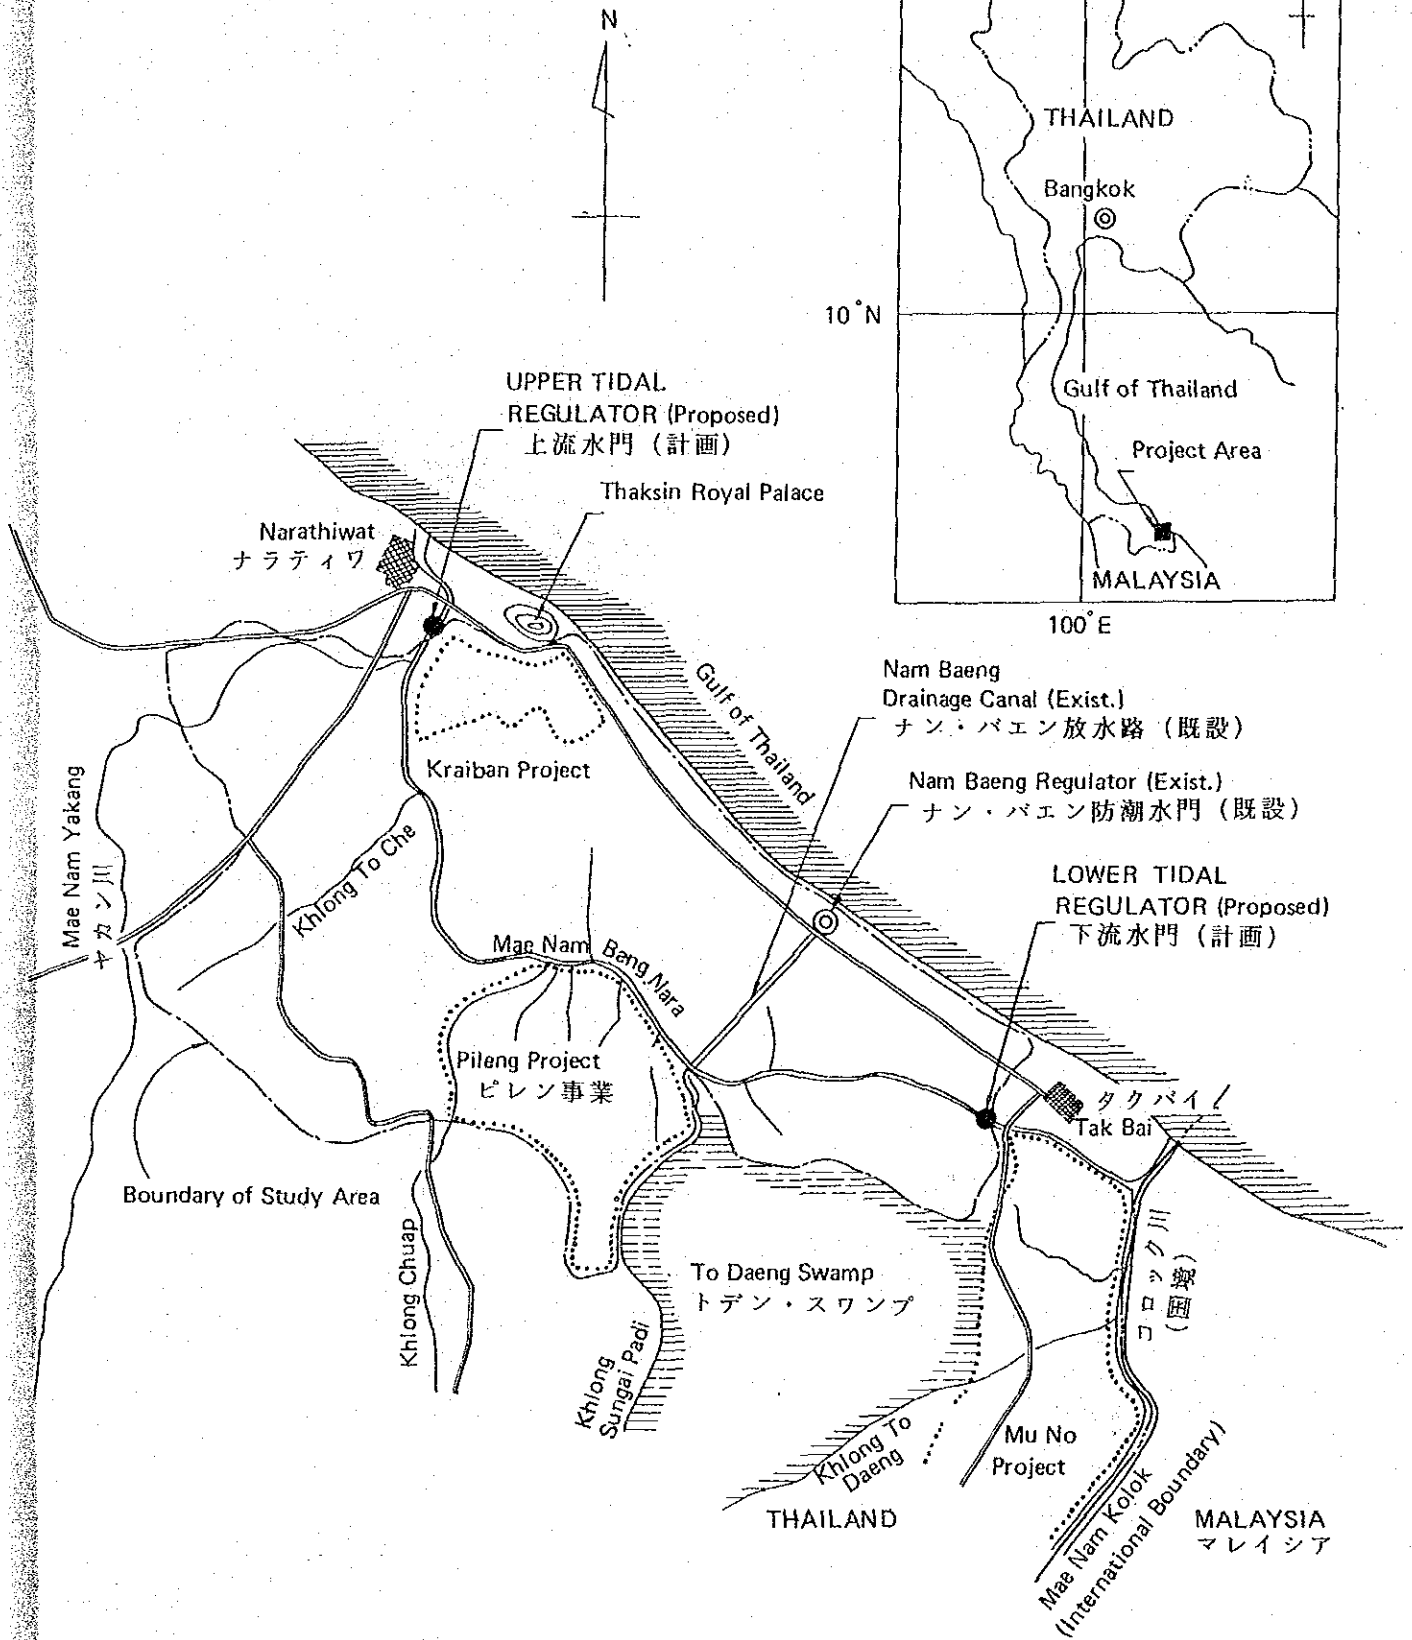 N
THAILAND
Bangkok
10°N
Gulf of Thailand
Project Area
MALAYSIA
100°E
UPPER TIDAL
REGULATOR (Proposed)
上流水門 (計画)
Thaksin Royal Palace
Narathiwat
ナラティワ
Gulf of Thailand
Nam Baeng
Drainage Canal (Exist.)
ナン・バエン放水路 (既設)
Nam Baeng Regulator (Exist.)
ナン・バエン防潮水門 (既設)
LOWER TIDAL
REGULATOR (Proposed)
下流水門 (計画)
Kraiban Project
Mae Nam Yakang
ヤカン川
Khlong To Che
Mae Nam Bang Nara
Pileng Project
ピレン事業
タクバイ
Tak Bai
Boundary of Study Area
Khlong Chuap
To Daeng Swamp
トデン・スワンプ
コロック川
(国境)
Khlong
Sungai Padi
Khlong To
Daeng
Mu No
Project
Mae Nam Kolok
(International Boundary)
THAILAND
MALAYSIA
マレイシア